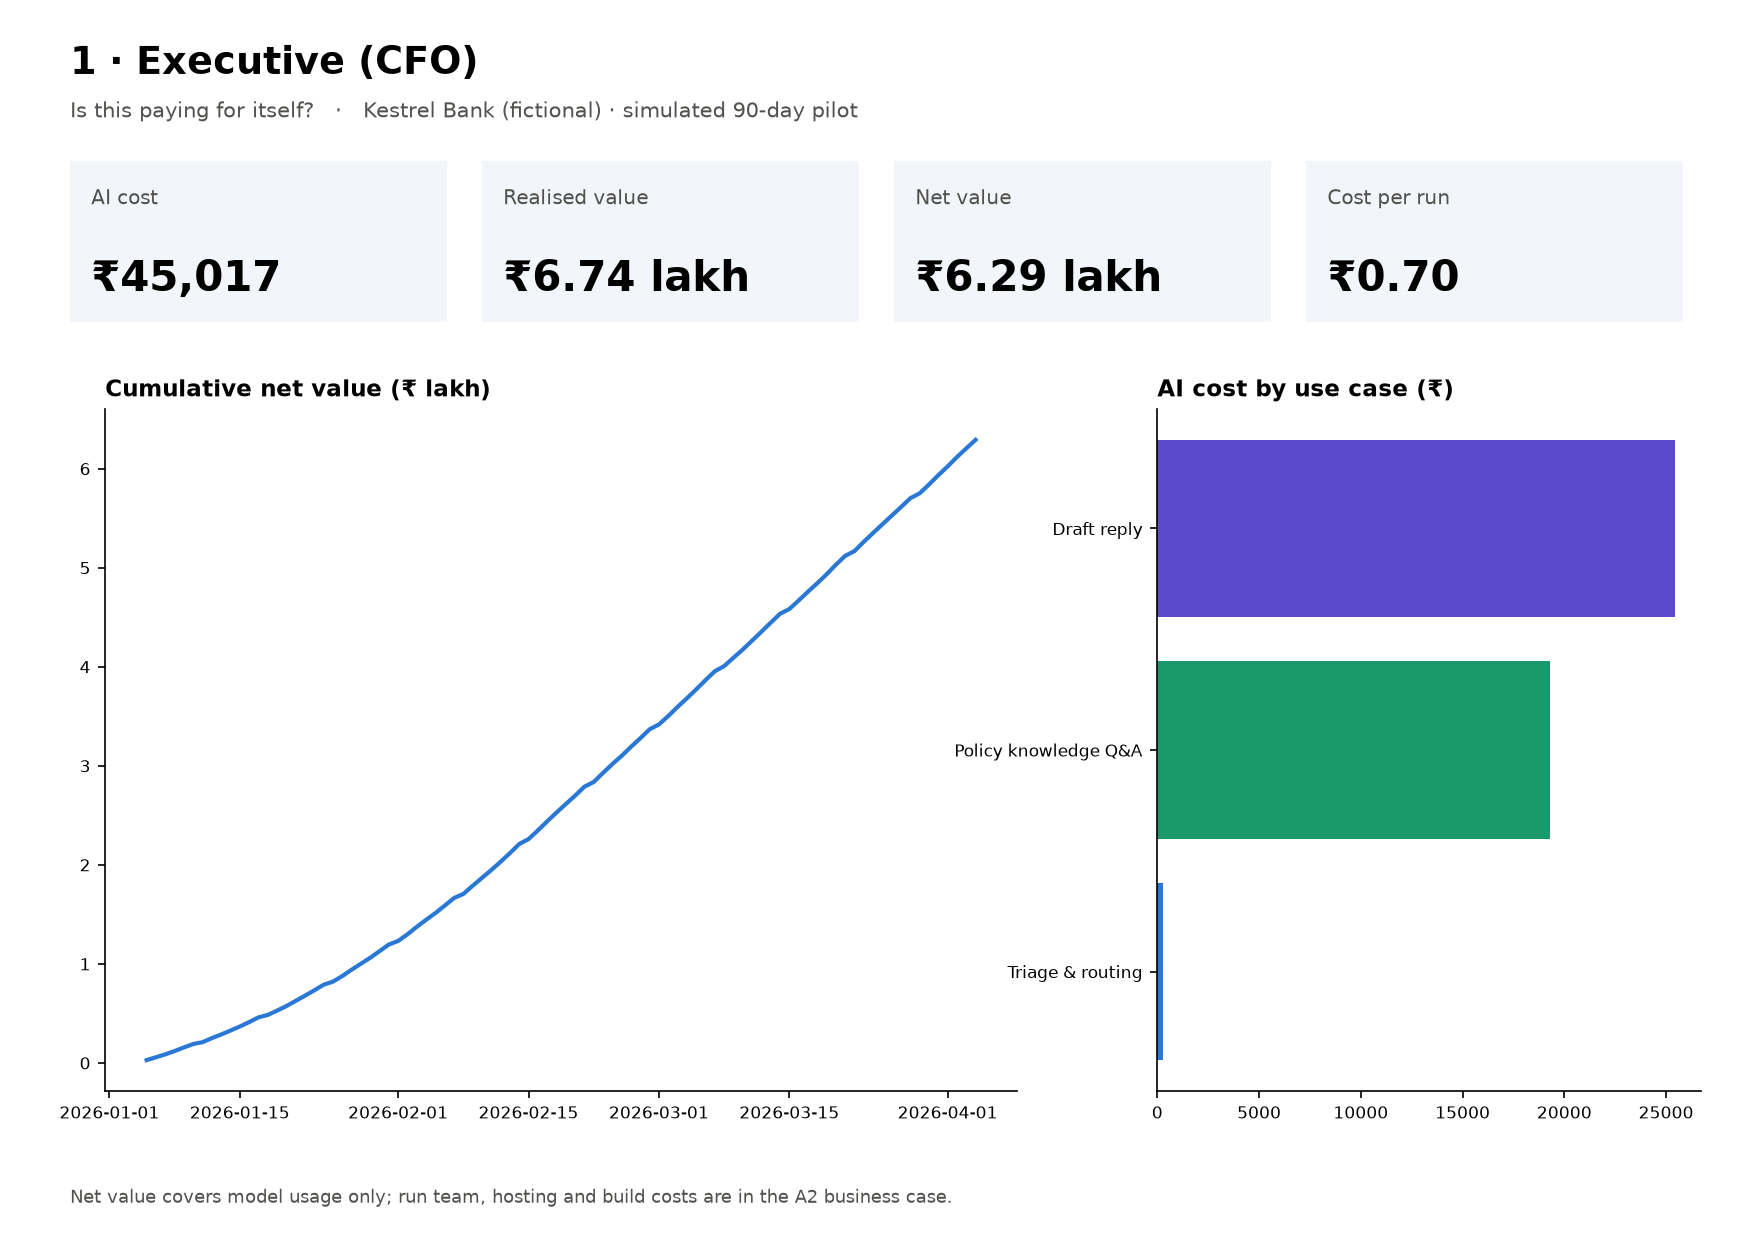 1 · Executive (CFO)
Is this paying for itself? · Kestrel Bank (fictional) · simulated 90-day pilot
AI cost
₹45,017
Realised value
₹6.74 lakh
Net value
₹6.29 lakh
Cost per run
₹0.70
Cumulative net value (₹ lakh)
6
5
4
3
2
1
0
2026-01-01 2026-01-15 2026-02-01 2026-02-15 2026-03-01 2026-03-15 2026-04-01
AI cost by use case (₹)
Draft reply
Policy knowledge Q&A
Triage & routing
0 5000 10000 15000 20000 25000
Net value covers model usage only; run team, hosting and build costs are in the A2 business case.